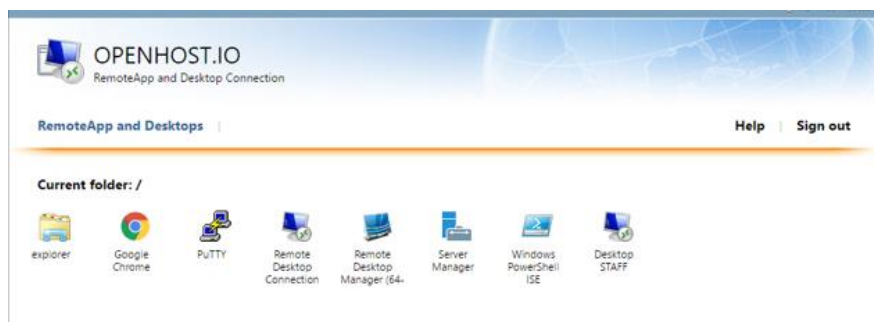 OPENHOST.IO
RemoteApp and Desktop Connection
RemoteApp and Desktops
Help
Sign out
Current folder: /
explorer
Google
Chrome
PuTTY
Remote
Desktop
Connection
Remote
Desktop
Manager (64-
Server
Manager
Windows
PowerShell
ISE
Desktop
STAFF